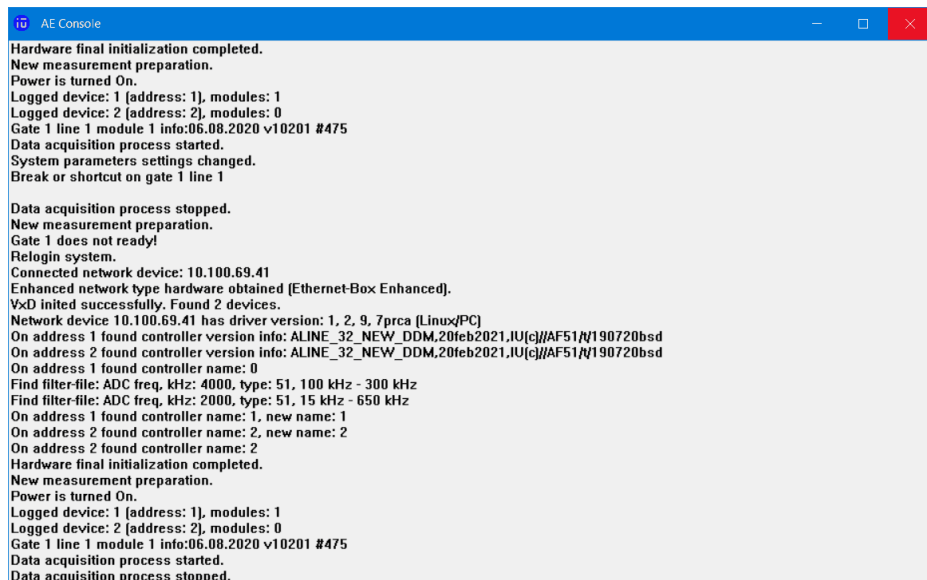 AE Console
Hardware final initialization completed.
New measurement preparation.
Power is turned On.
Logged device: 1 (address: 1), modules: 1
Logged device: 2 (address: 2), modules: 0
Gate 1 line 1 module 1 info:06.08.2020 v10201 #475
Data acquisition process started.
System parameters settings changed.
Break or shortcut on gate 1 line 1
Data acquisition process stopped.
New measurement preparation.
Gate 1 does not ready!
Relogin system.
Connected network device: 10.100.69.41
Enhanced network type hardware obtained (Ethernet-Box Enhanced).
VxD inited successfully. Found 2 devices.
Network device 10.100.69.41 has driver version: 1, 2, 9, 7prca (Linux/PC)
On address 1 found controller version info: ALINE_32_NEW_DDM,20feb2021,IU(c)//AF51/t/190720bsd
On address 2 found controller version info: ALINE_32_NEW_DDM,20feb2021,IU(c)//AF51/t/190720bsd
On address 1 found controller name: 0
Find filter-file: ADC freq, kHz: 4000, type: 51, 100 kHz - 300 kHz
Find filter-file: ADC freq, kHz: 2000, type: 51, 15 kHz - 650 kHz
On address 1 found controller name: 1, new name: 1
On address 2 found controller name: 2, new name: 2
On address 2 found controller name: 2
Hardware final initialization completed.
New measurement preparation.
Power is turned On.
Logged device: 1 (address: 1), modules: 1
Logged device: 2 (address: 2), modules: 0
Gate 1 line 1 module 1 info:06.08.2020 v10201 #475
Data acquisition process started.
Data acquisition process stopped.